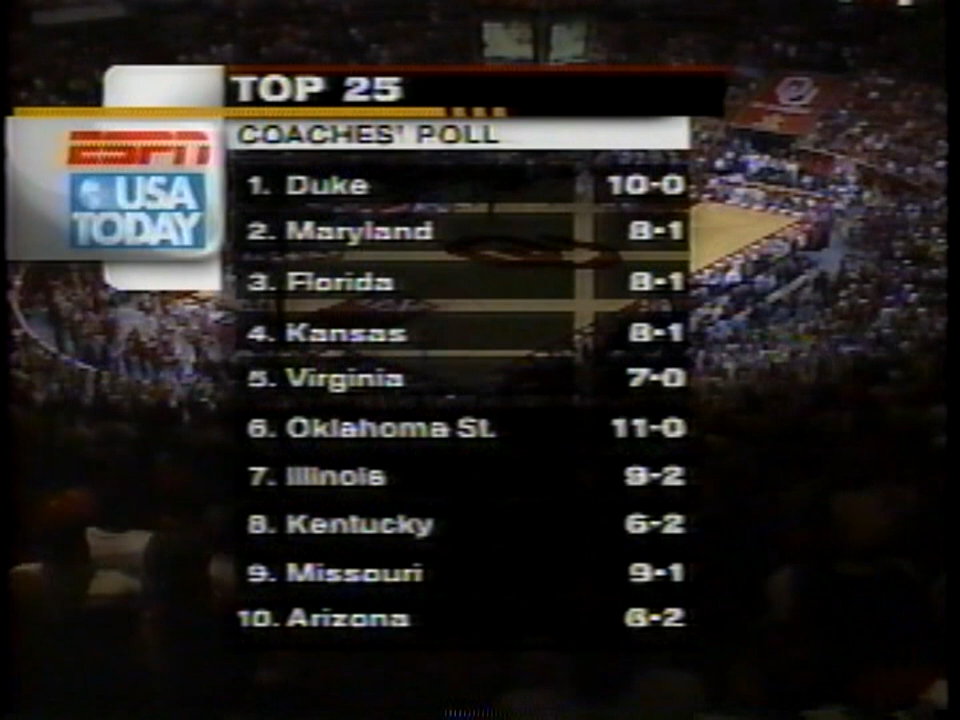 TOP 25
COACHES' POLL
ESPN
USA
TODAY
1. Duke 10-0
2. Maryland 8-1
3. Florida 8-1
4. Kansas 8-1
5. Virginia 7-0
6. Oklahoma St. 11-0
7. Illinois 9-2
8. Kentucky 6-2
9. Missouri 9-1
10. Arizona 6-2